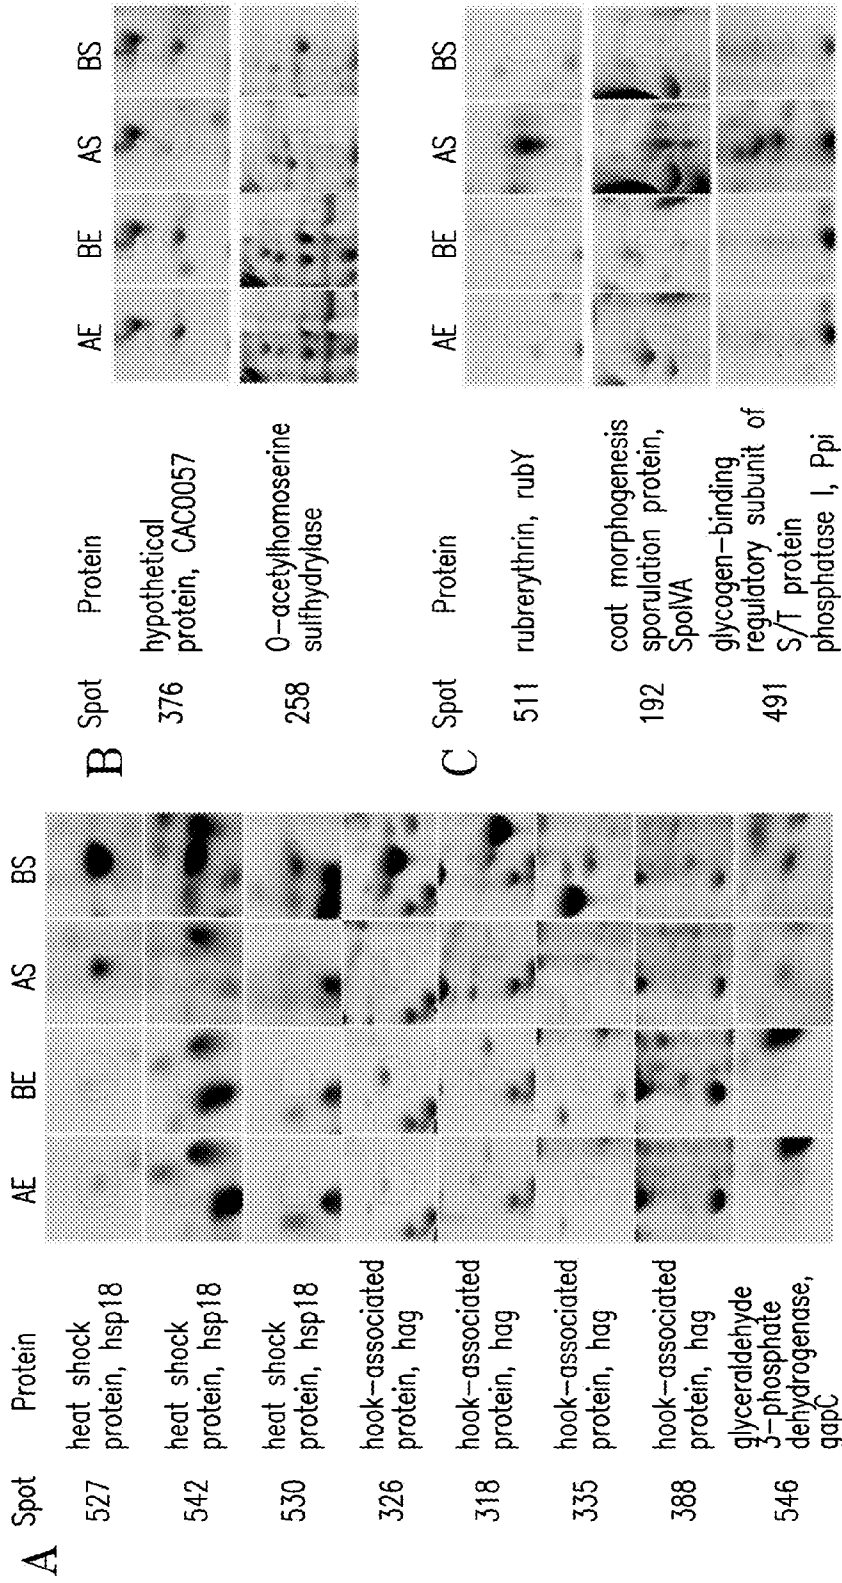 A
Spot Protein AE BE AS BS
527 heat shock
protein, hsp18
542 heat shock
protein, hsp18
530 heat shock
protein, hsp18
326 hook-associated
protein, hag
318 hook-associated
protein, hag
335 hook-associated
protein, hag
388 hook-associated
protein, hag
546 glyceraldehyde
3-phosphate
dehydrogenase,
gapC
B
Spot Protein AE BE AS BS
376 hypothetical
protein, CAC0057
258 O-acetylhomoserine
sulfhydrylase
C
Spot Protein AE BE AS BS
511 rubrerythrin, rubY
192 coat morphogenesis
sporulation protein,
SpoIVA
491 glycogen-binding
regulatory subunit of
S/T protein
phosphatase I, Ppi